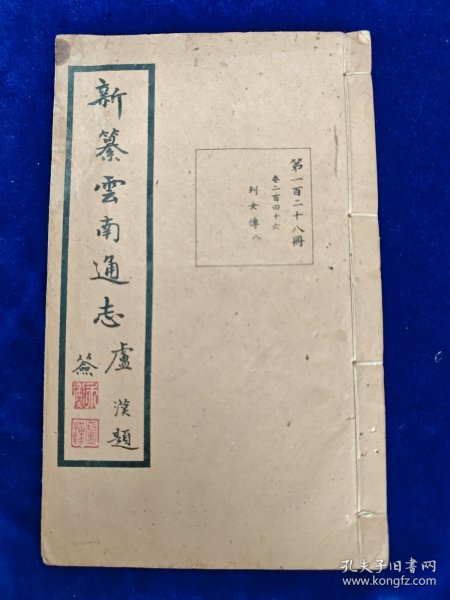 新纂雲南通志
盧漢題
簽
第一百二十八冊
卷二百四十六
列女傳八
孔夫子旧书网
www.kongfz.com